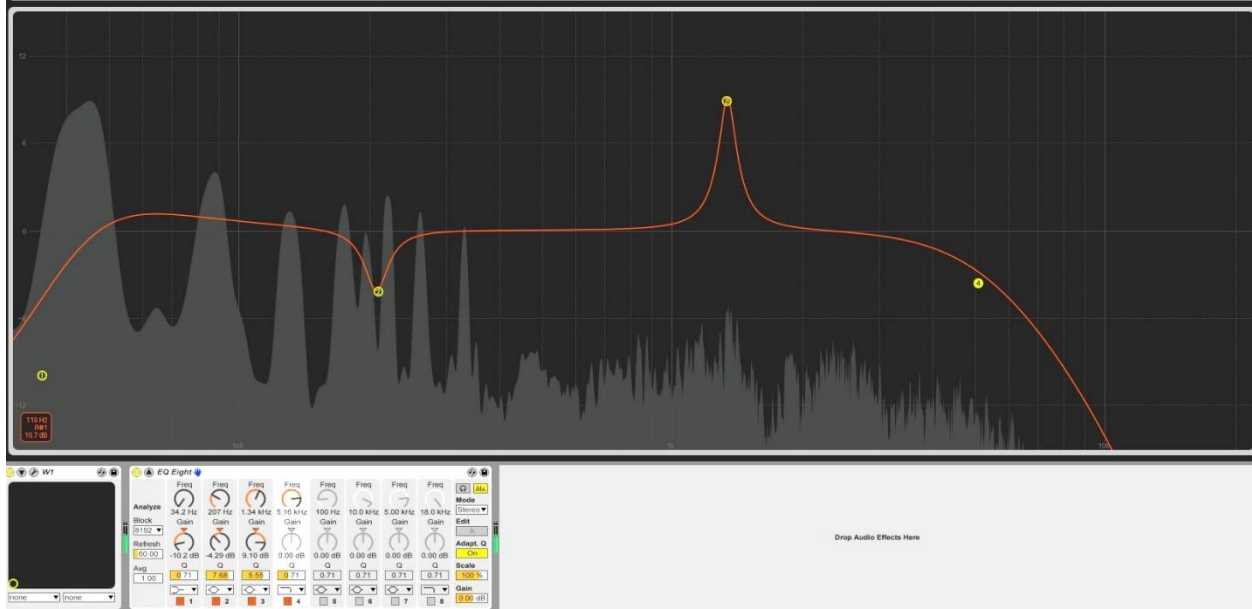 12
6
0
-6
-12
1
2
3
4
116 Hz
A#1
10.7 dB
100
1k
10k
W1
EQ Eight
Freq Freq Freq Freq Freq Freq Freq Freq
34.2 Hz 207 Hz 1.34 kHz 5.16 kHz 100 Hz 10.0 kHz 5.00 kHz 18.0 kHz
Gain Gain Gain Gain Gain Gain Gain Gain
-10.2 dB -4.29 dB 9.10 dB 0.00 dB 0.00 dB 0.00 dB 0.00 dB 0.00 dB
Q Q Q Q Q Q Q Q
0.71 7.68 5.55 0.71 0.71 0.71 0.71 0.71
1 2 3 4 5 6 7 8
Analyze
Block
8192
Refresh
60.00
Avg
1.00
Mode
Stereo
Edit
A
Adapt. Q
On
Scale
100 %
Gain
0.00 dB
none none
Drop Audio Effects Here